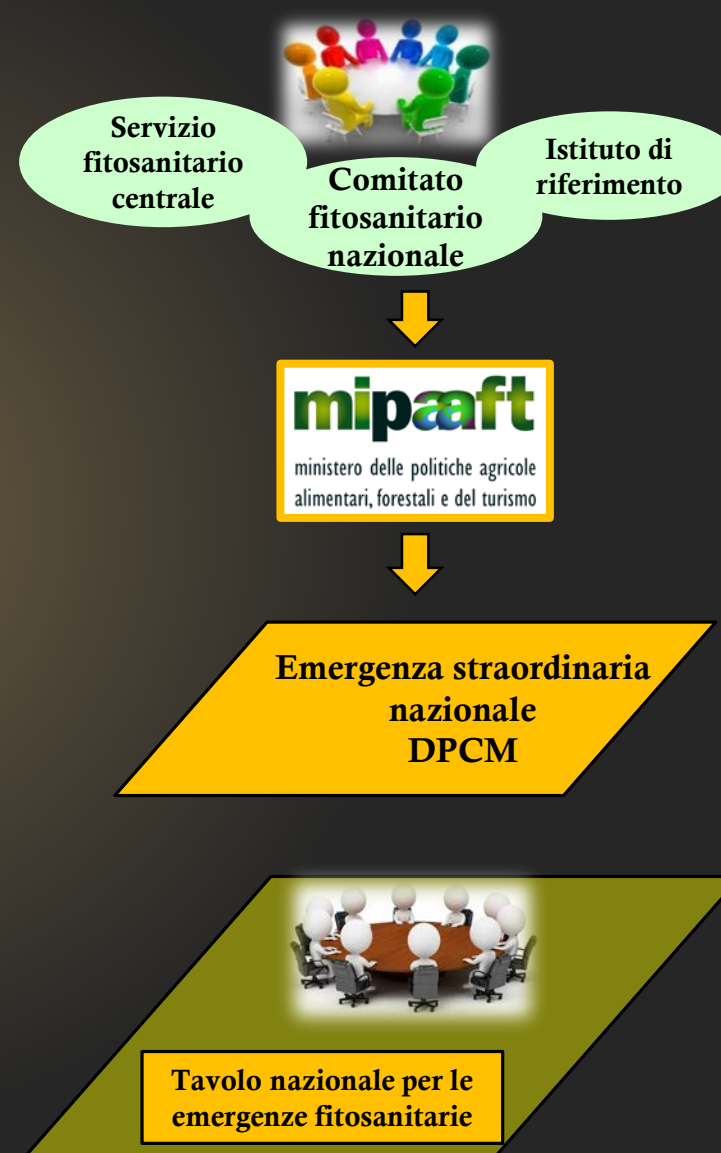 Servizio
fitosanitario
centrale
Comitato
fitosanitario
nazionale
Istituto di
riferimento
mipaaft
ministero delle politiche agricole
alimentari, forestali e del turismo
Emergenza straordinaria
nazionale
DPCM
Tavolo nazionale per le
emergenze fitosanitarie